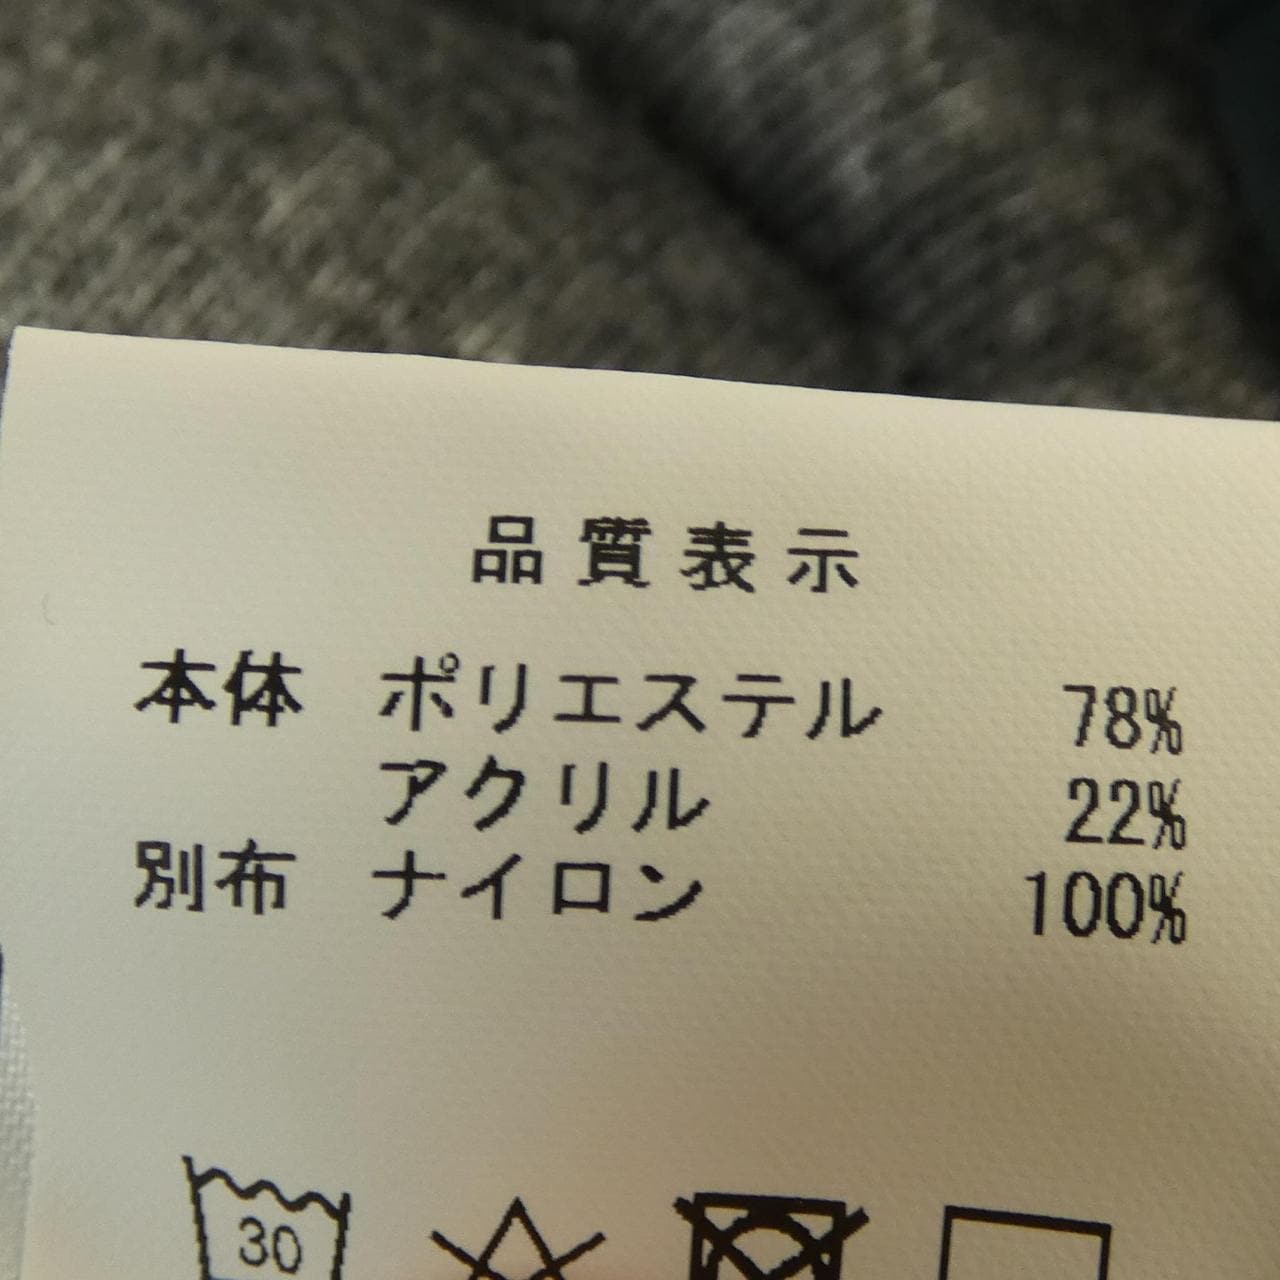 品質表示
本体 ポリエステル 78%
アクリル 22%
別布 ナイロン 100%
30